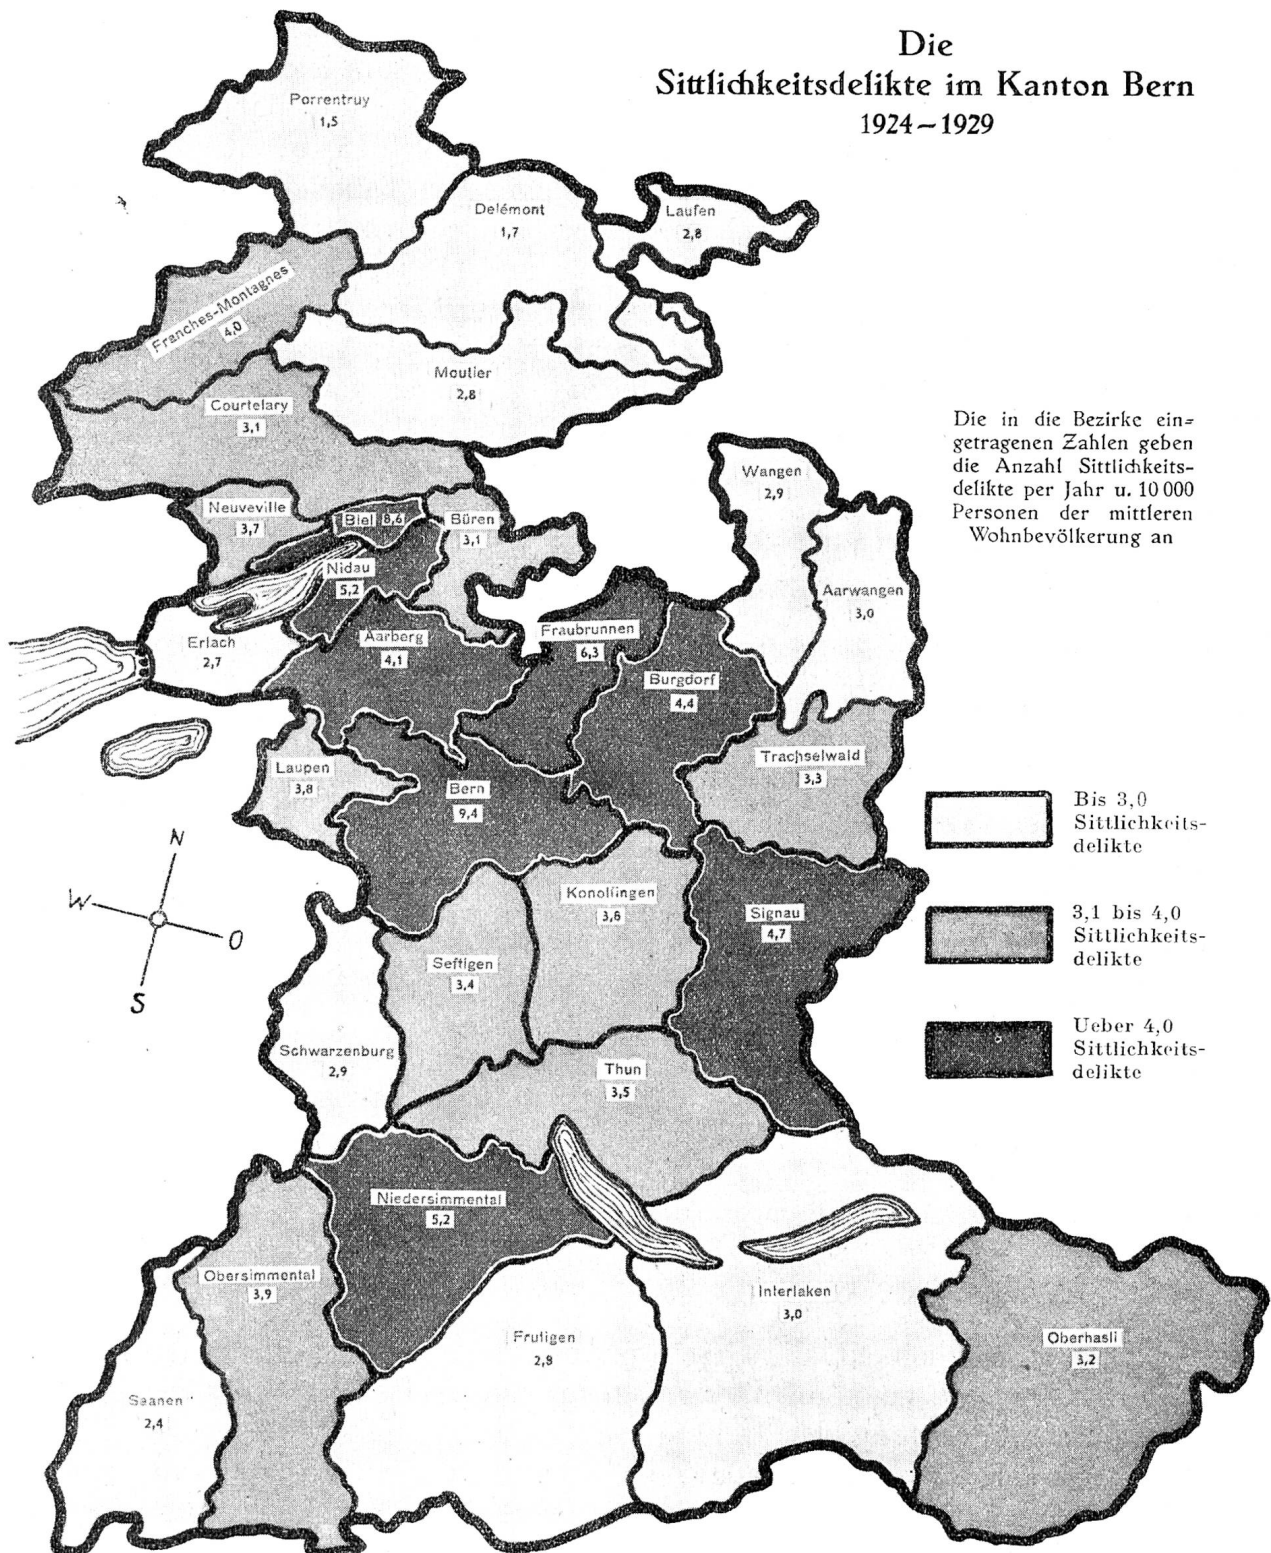 Die
Sittlichkeitsdelikte im Kanton Bern
1924–1929
Porrentruy
1,5
Delémont
1,7
Laufen
2,8
Franches-Montagnes
4,0
Moutier
2,8
Courtelary
3,1
Die in die Bezirke ein=
getragenen Zahlen geben
die Anzahl Sittlichkeits-
delikte per Jahr u. 10 000
Personen der mittleren
Wohnbevölkerung an
Wangen
2,9
Neuveville
3,7
Biel 8,6
Büren
3,1
Nidau
5,2
Aarwangen
3,0
Erlach
2,7
Aarberg
4,1
Fraubrunnen
6,3
Burgdorf
4,4
Trachselwald
3,3
Laupen
3,8
Bern
9,4
Bis 3,0
Sittlichkeits-
delikte
N
W
O
S
Konolfingen
Signau
4,7
3,1 bis 4,0
Sittlichkeits-
delikte
Seftigen
3,4
Schwarzenburg
2,9
Thun
3,5
Ueber 4,0
Sittlichkeits-
delikte
Niedersimmental
5,2
Obersimmental
3,9
Interlaken
3,0
Frutigen
Oberhasli
3,2
Saanen
2,4